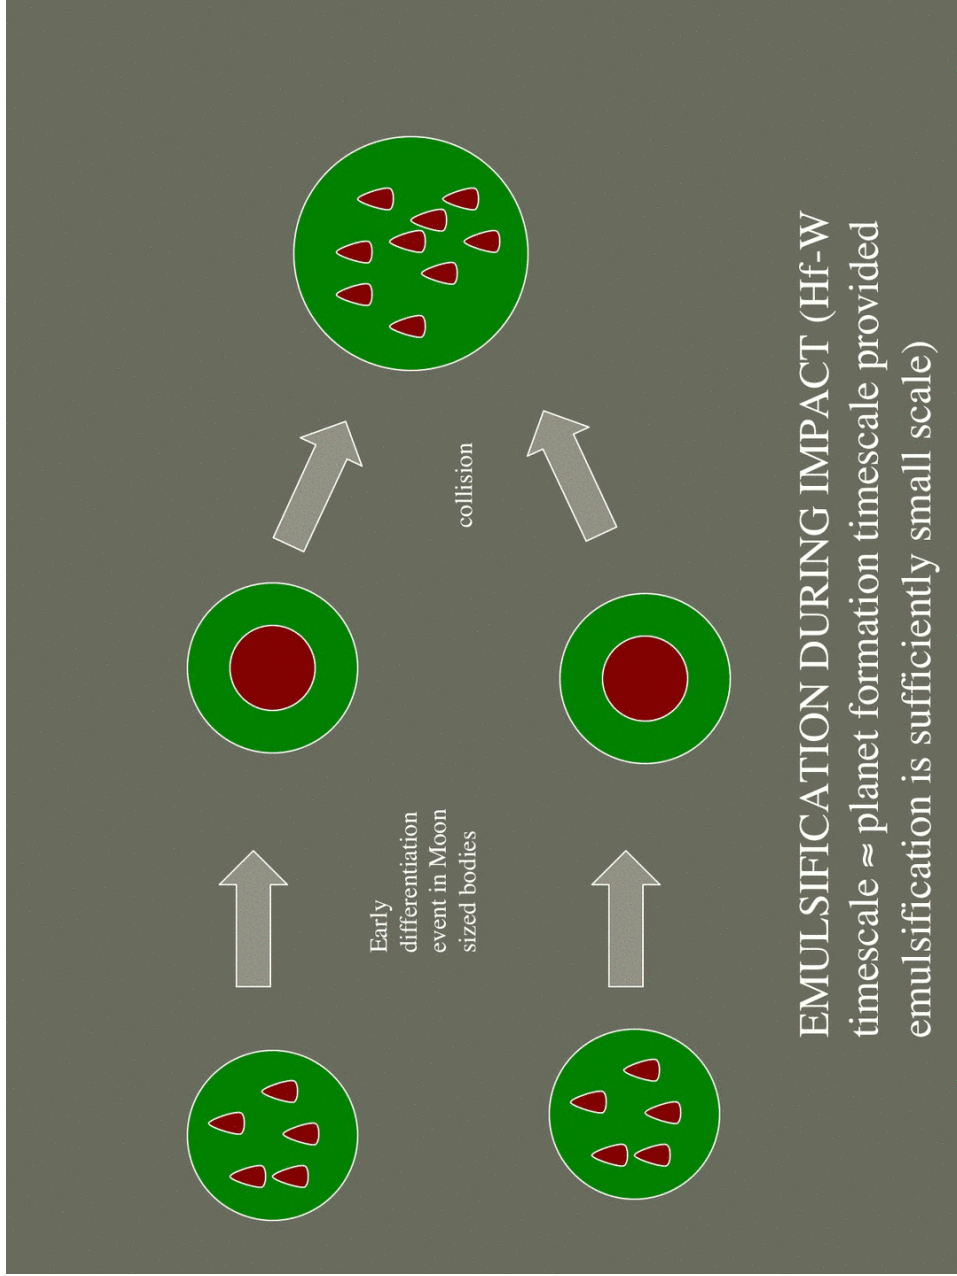 Early
differentiation
event in Moon
sized bodies
collision
EMULSIFICATION DURING IMPACT (Hf-W
timescale ≈ planet formation timescale provided
emulsification is sufficiently small scale)